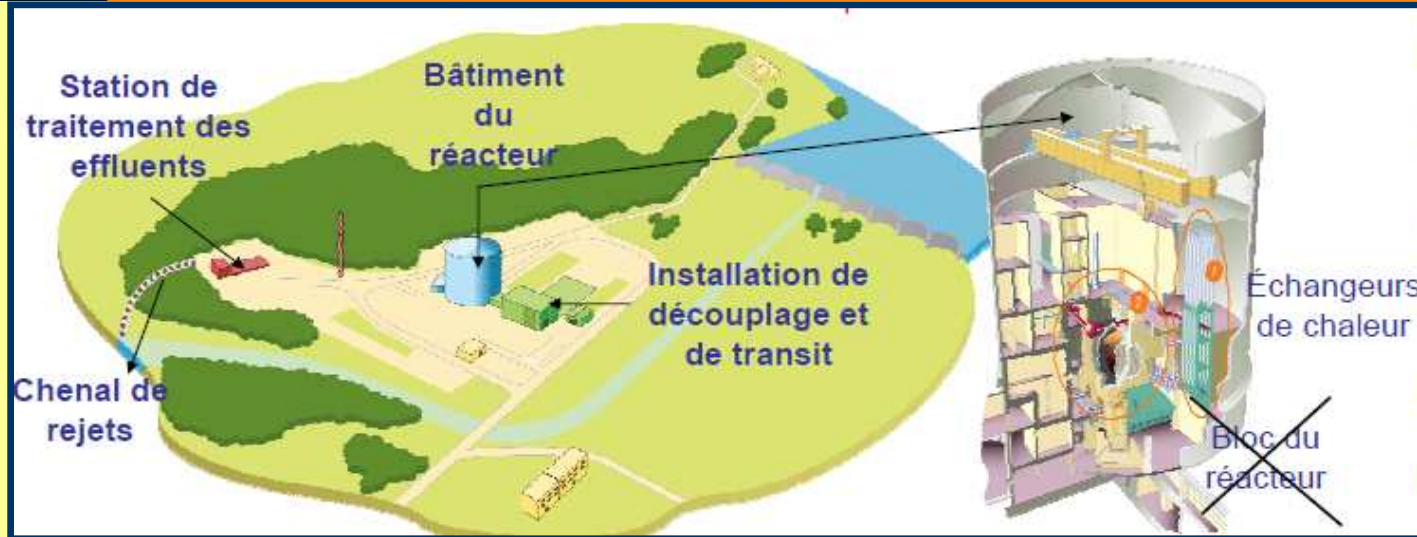 Station de
traitement des
effluents
Bâtiment
du
réacteur
Installation de
découplage et
de transit
Chenal de
rejets
Échangeurs
de chaleur
Bloc du
réacteur